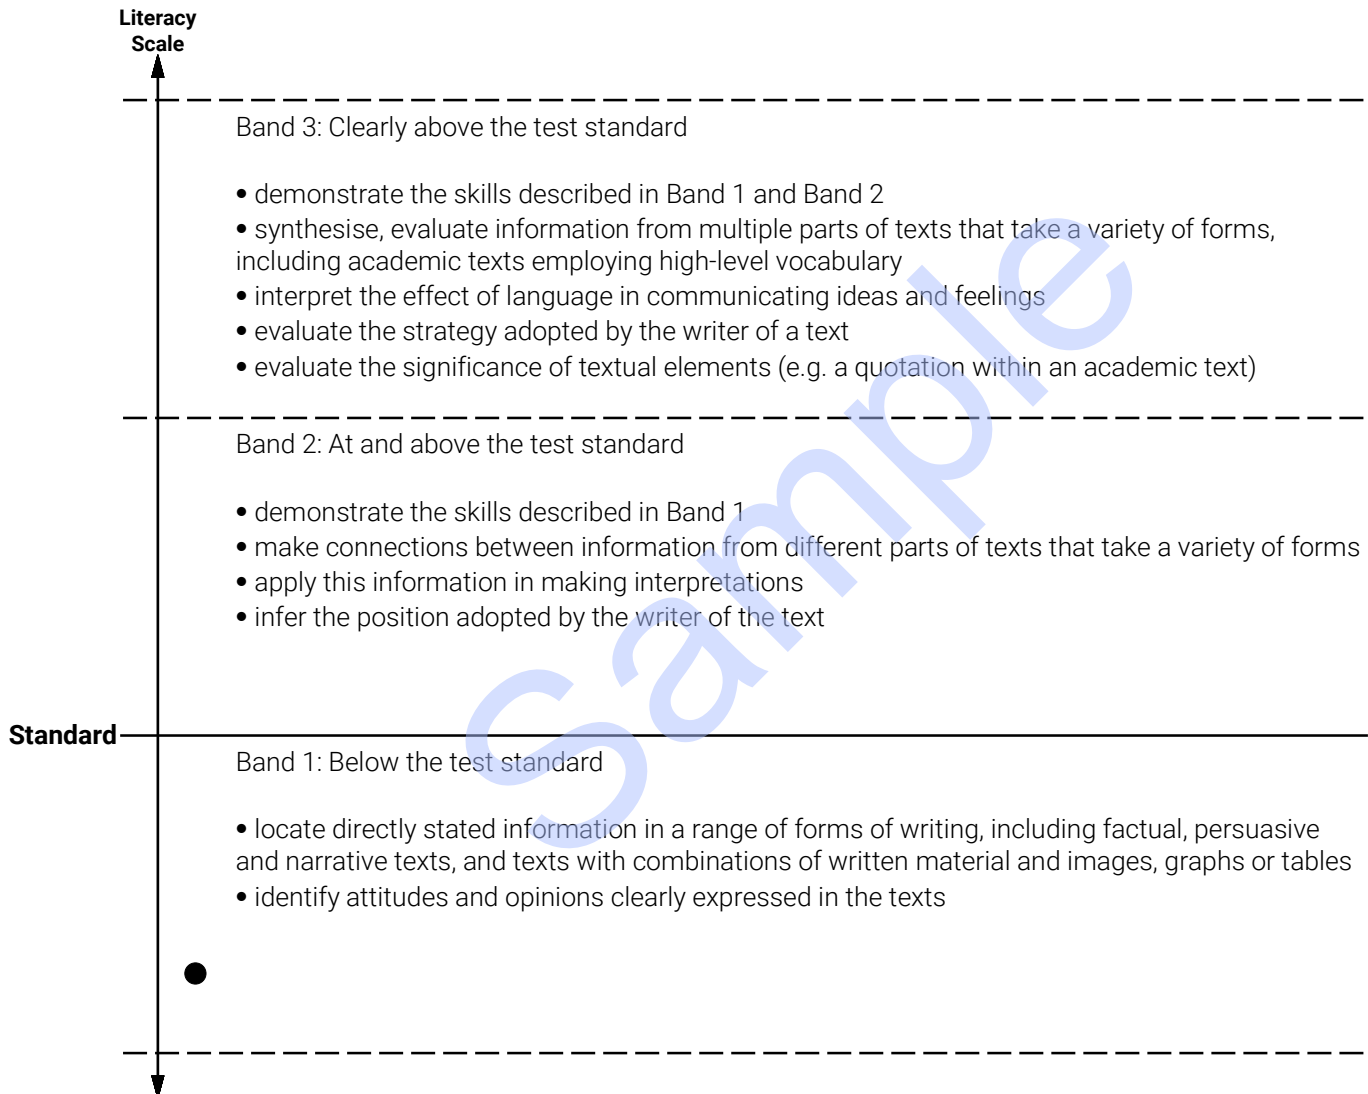 Literacy
Scale
Band 3: Clearly above the test standard
• demonstrate the skills described in Band 1 and Band 2
• synthesise, evaluate information from multiple parts of texts that take a variety of forms,
including academic texts employing high-level vocabulary
• interpret the effect of language in communicating ideas and feelings
• evaluate the strategy adopted by the writer of a text
• evaluate the significance of textual elements (e.g. a quotation within an academic text)
Band 2: At and above the test standard
• demonstrate the skills described in Band 1
• make connections between information from different parts of texts that take a variety of forms
• apply this information in making interpretations
• infer the position adopted by the writer of the text
Standard
Band 1: Below the test standard
• locate directly stated information in a range of forms of writing, including factual, persuasive
and narrative texts, and texts with combinations of written material and images, graphs or tables
• identify attitudes and opinions clearly expressed in the texts
Sample